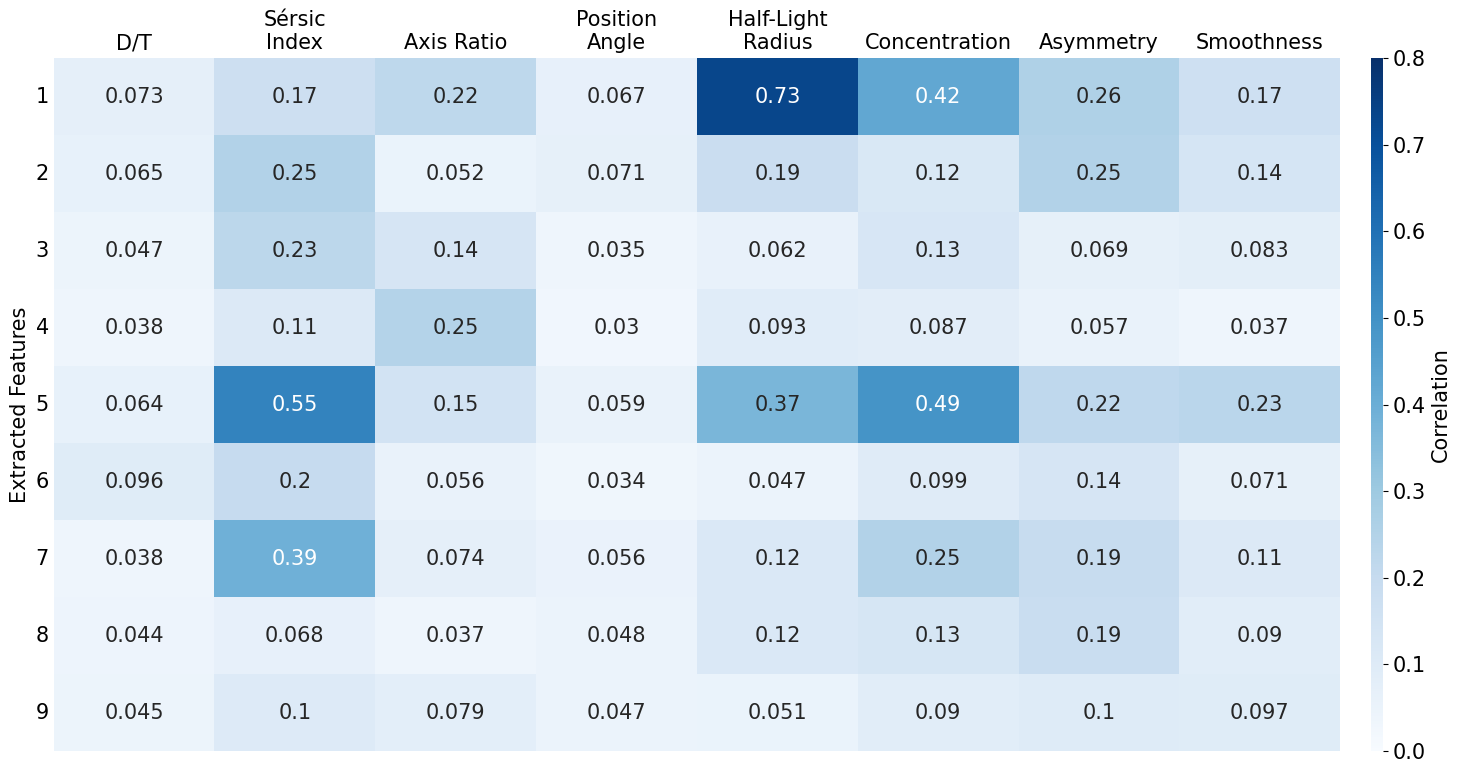 Sérsic
Index
Position
Angle
Half-Light
Radius
D/T
Axis Ratio
Concentration
Asymmetry
Smoothness
1 0.073 0.17 0.22 0.067 0.73 0.42 0.26 0.17
2 0.065 0.25 0.052 0.071 0.19 0.12 0.25 0.14
3 0.047 0.23 0.14 0.035 0.062 0.13 0.069 0.083
4 0.038 0.11 0.25 0.03 0.093 0.087 0.057 0.037
5 0.064 0.55 0.15 0.059 0.37 0.49 0.22 0.23
6 0.096 0.2 0.056 0.034 0.047 0.099 0.14 0.071
7 0.038 0.39 0.074 0.056 0.12 0.25 0.19 0.11
8 0.044 0.068 0.037 0.048 0.12 0.13 0.19 0.09
9 0.045 0.1 0.079 0.047 0.051 0.09 0.1 0.097
Extracted Features
0.8
0.7
0.6
0.5
0.4
0.3
0.2
0.1
0.0
Correlation